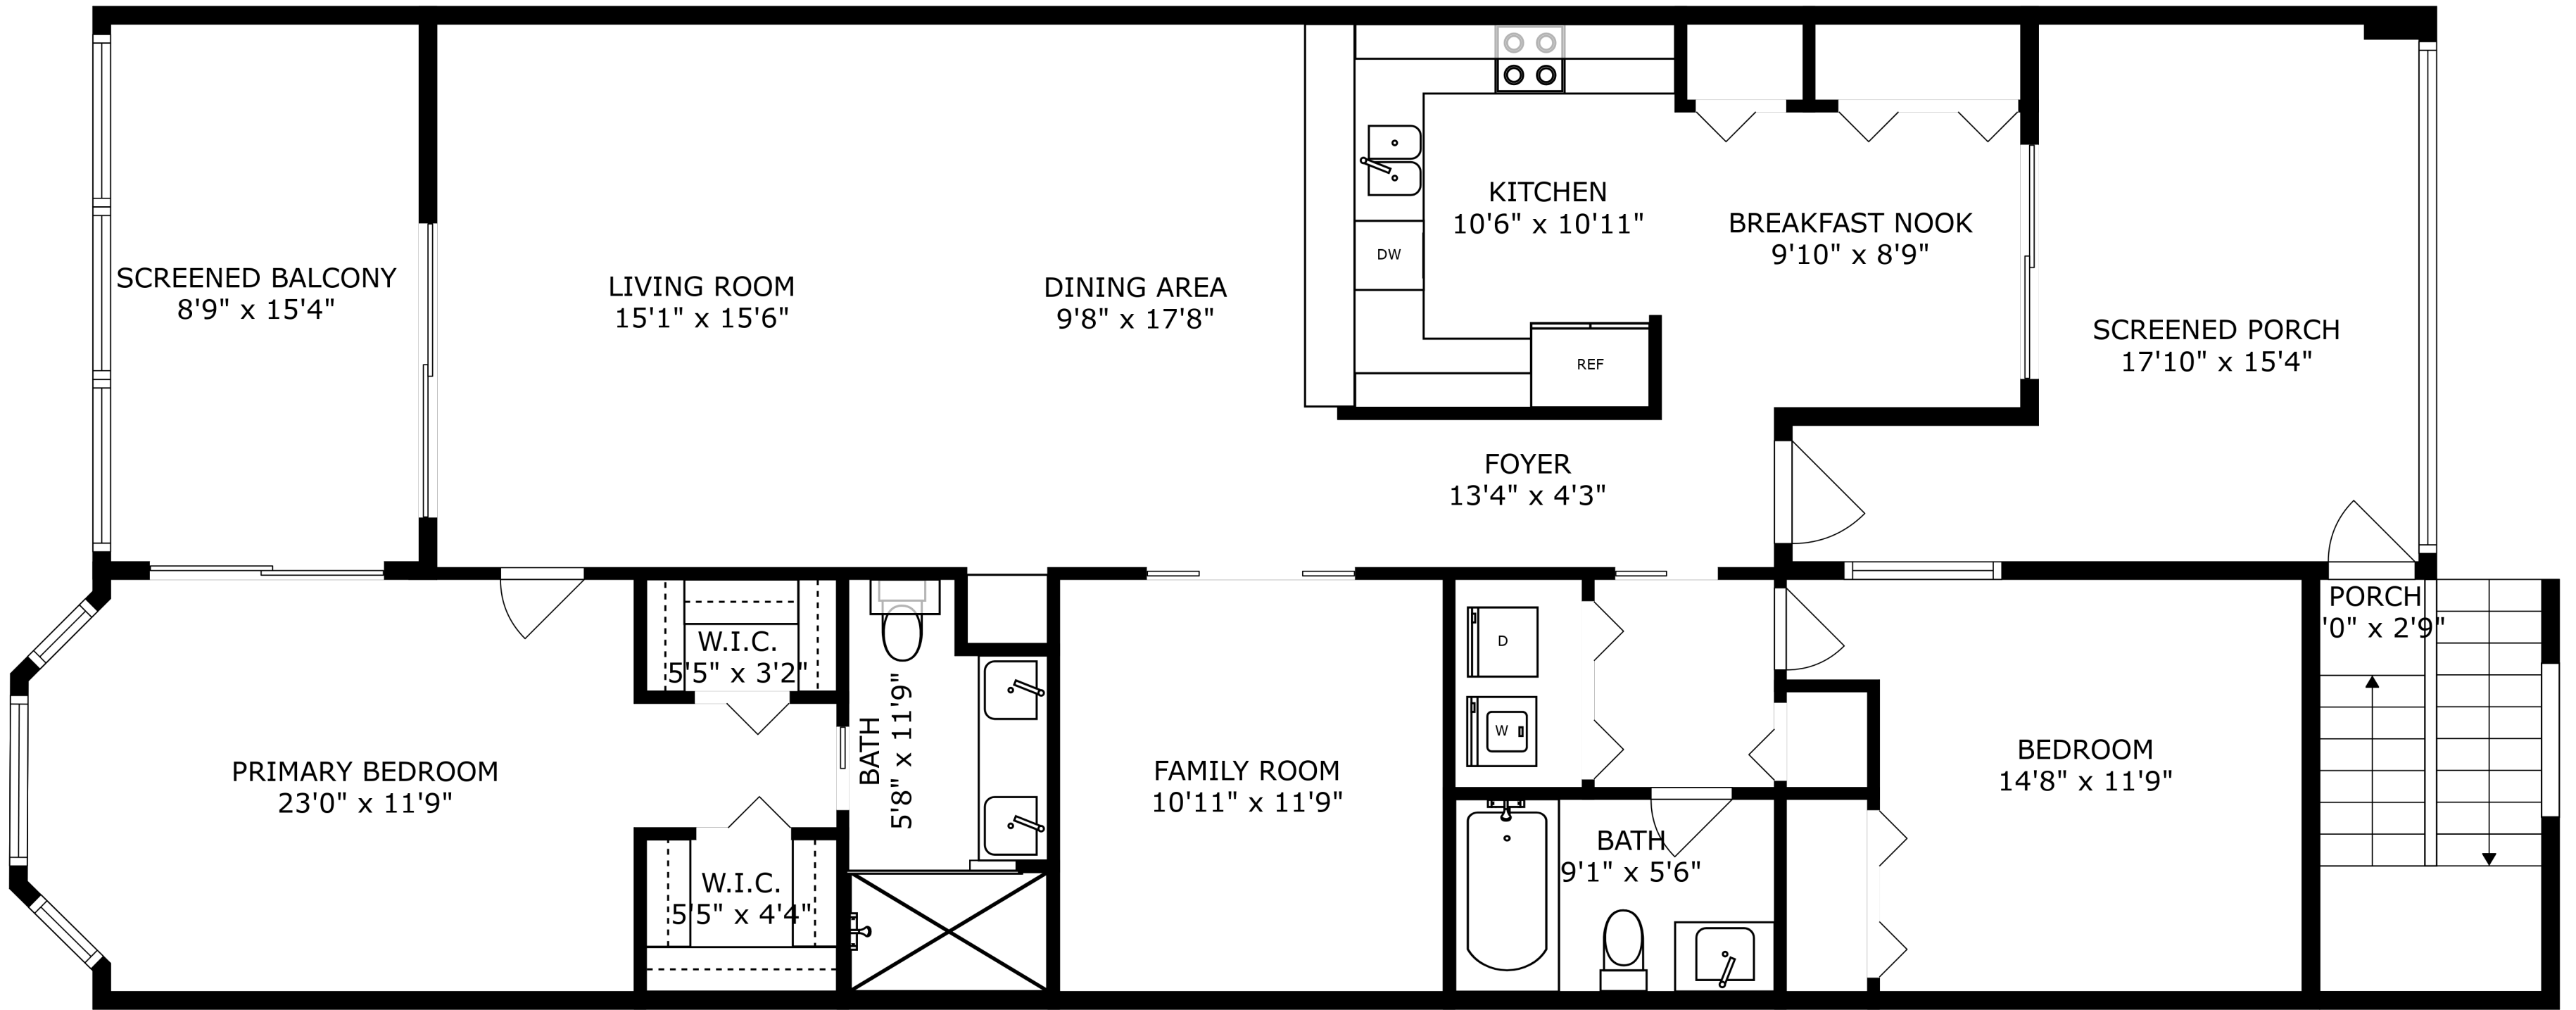 SCREENED BALCONY
8'9" x 15'4"
LIVING ROOM
15'1" x 15'6"
DINING AREA
9'8" x 17'8"
KITCHEN
10'6" x 10'11"
DW
REF
BREAKFAST NOOK
9'10" x 8'9"
SCREENED PORCH
17'10" x 15'4"
FOYER
13'4" x 4'3"
PRIMARY BEDROOM
23'0" x 11'9"
W.I.C.
5'5" x 3'2"
W.I.C.
5'5" x 4'4"
BATH
5'8" x 11'9"
FAMILY ROOM
10'11" x 11'9"
D
W
BATH
9'1" x 5'6"
BEDROOM
14'8" x 11'9"
PORCH
'0" x 2'9"